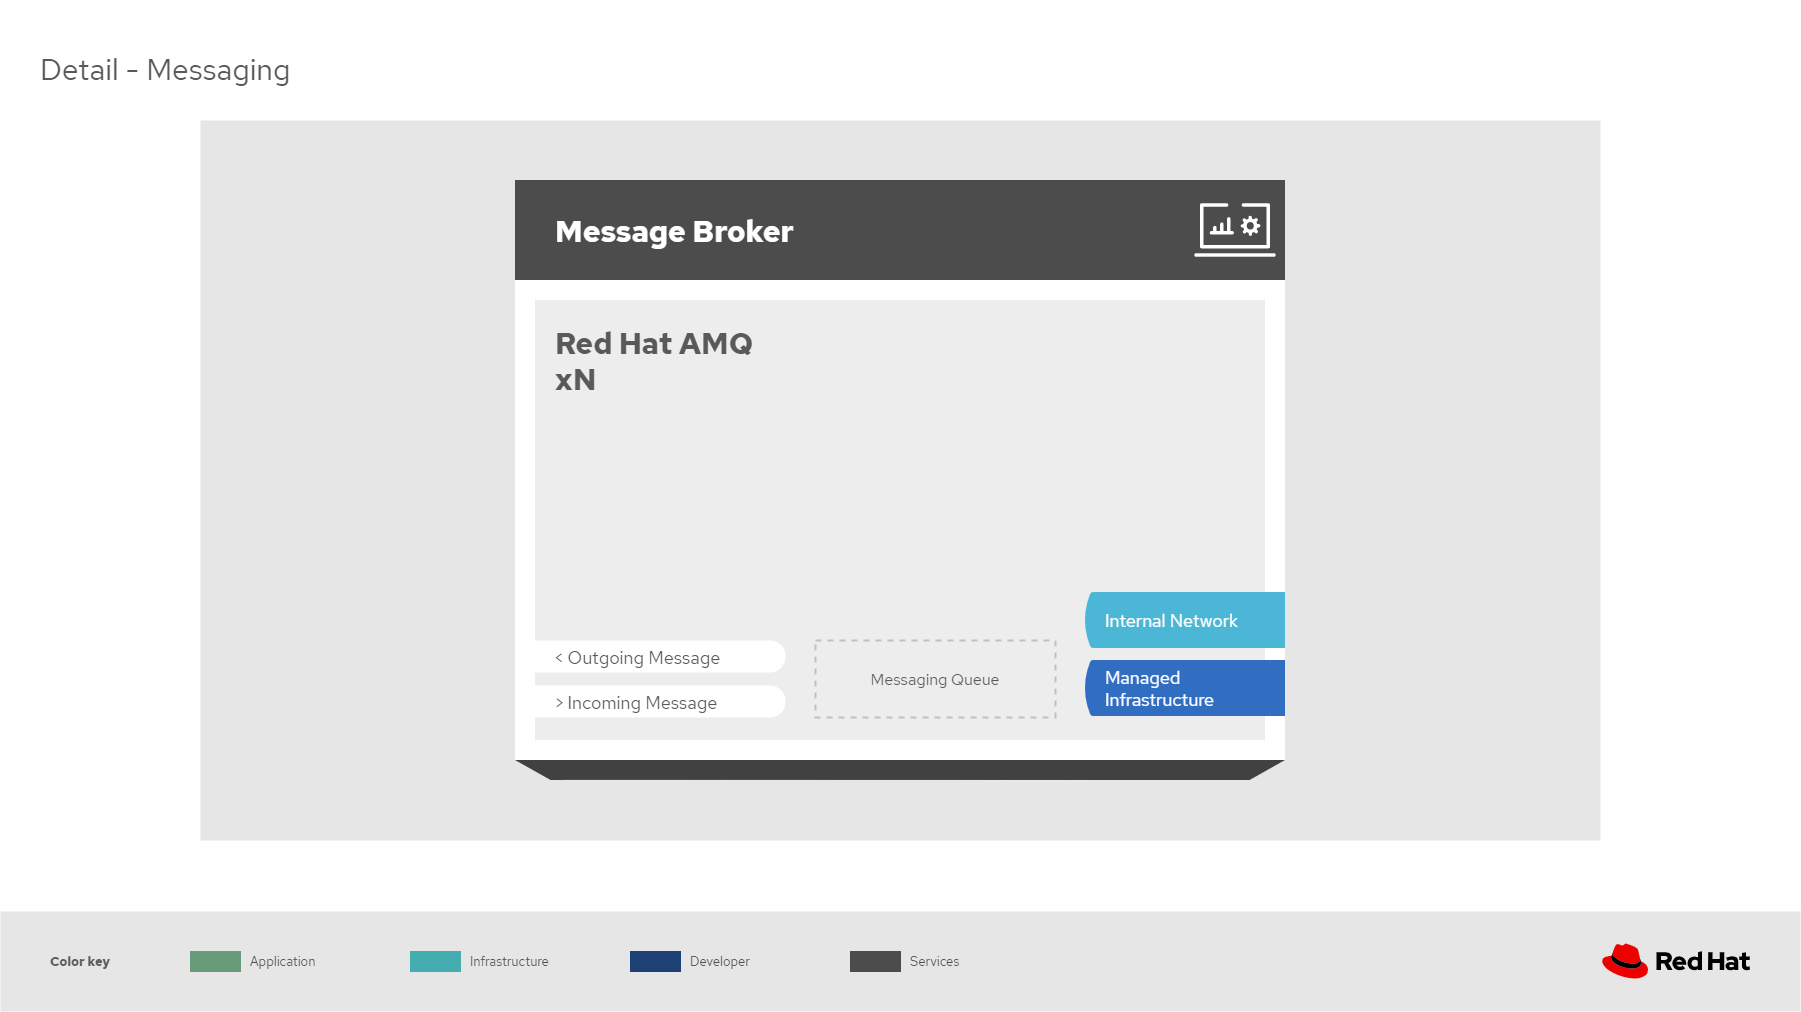 Detail - Messaging
Message Broker
Red Hat AMQ
xN
< Outgoing Message
> Incoming Message
Messaging Queue
Internal Network
Managed
Infrastructure
Color key
Application
Infrastructure
Developer
Services
Red Hat